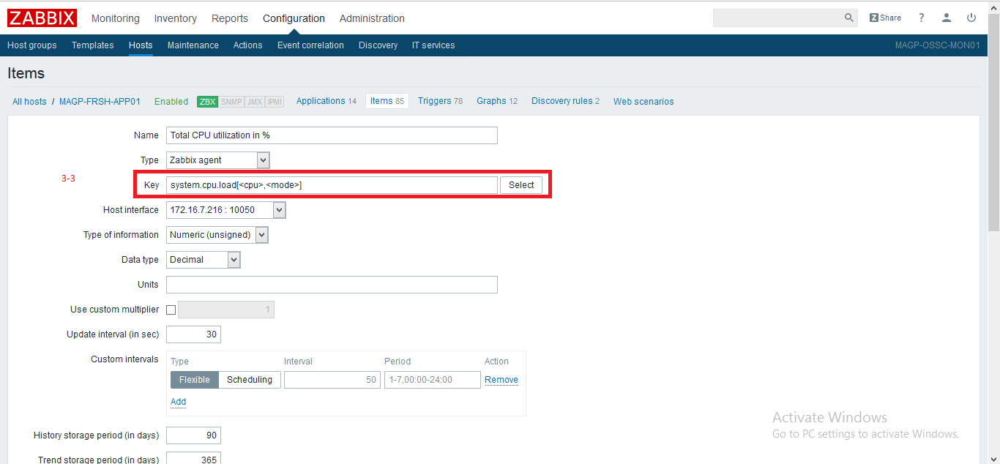 ZABBIX Monitoring Inventory Reports Configuration Administration Z Share ?
Host groups Templates Hosts Maintenance Actions Event correlation Discovery IT services MAGP-OSSC-MON01
Items
All hosts / MAGP-FRSH-APP01 Enabled ZBX SNMP JMX IPMI Applications 14 Items 85 Triggers 78 Graphs 12 Discovery rules 2 Web scenarios
Name Total CPU utilization in %
Type Zabbix agent
3-3
Key system.cpu.load[<cpu>,<mode>] Select
Host interface 172.16.7.216 : 10050
Type of information Numeric (unsigned)
Data type Decimal
Units
Use custom multiplier 1
Update interval (in sec) 30
Custom intervals Type Interval Period Action
Flexible Scheduling 50 1-7,00:00-24:00 Remove
Add
Activate Windows
Go to PC settings to activate Windows.
History storage period (in days) 90
Trend storage period (in days) 365